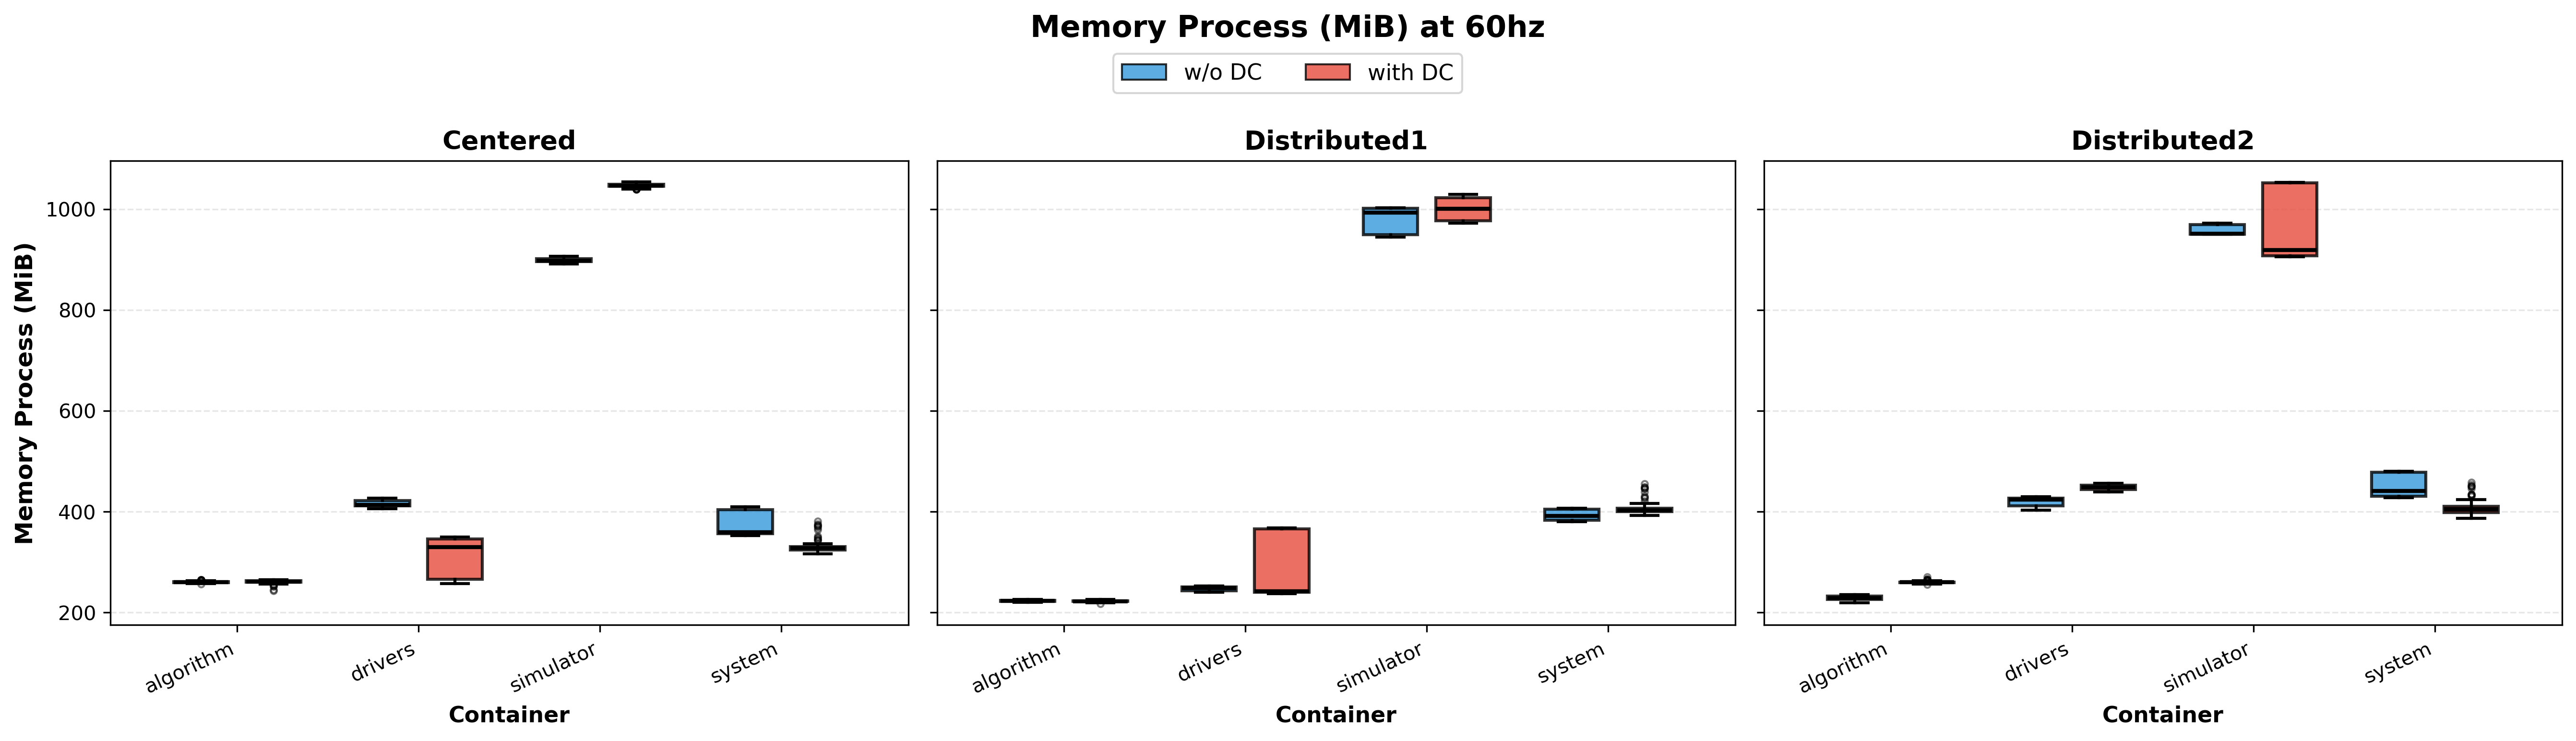 Memory Process (MiB) at 60hz
w/o DC with DC
Centered Distributed1 Distributed2
Memory Process (MiB)
1000
800
600
400
200
algorithm drivers simulator system algorithm drivers simulator system algorithm drivers simulator system
Container Container Container